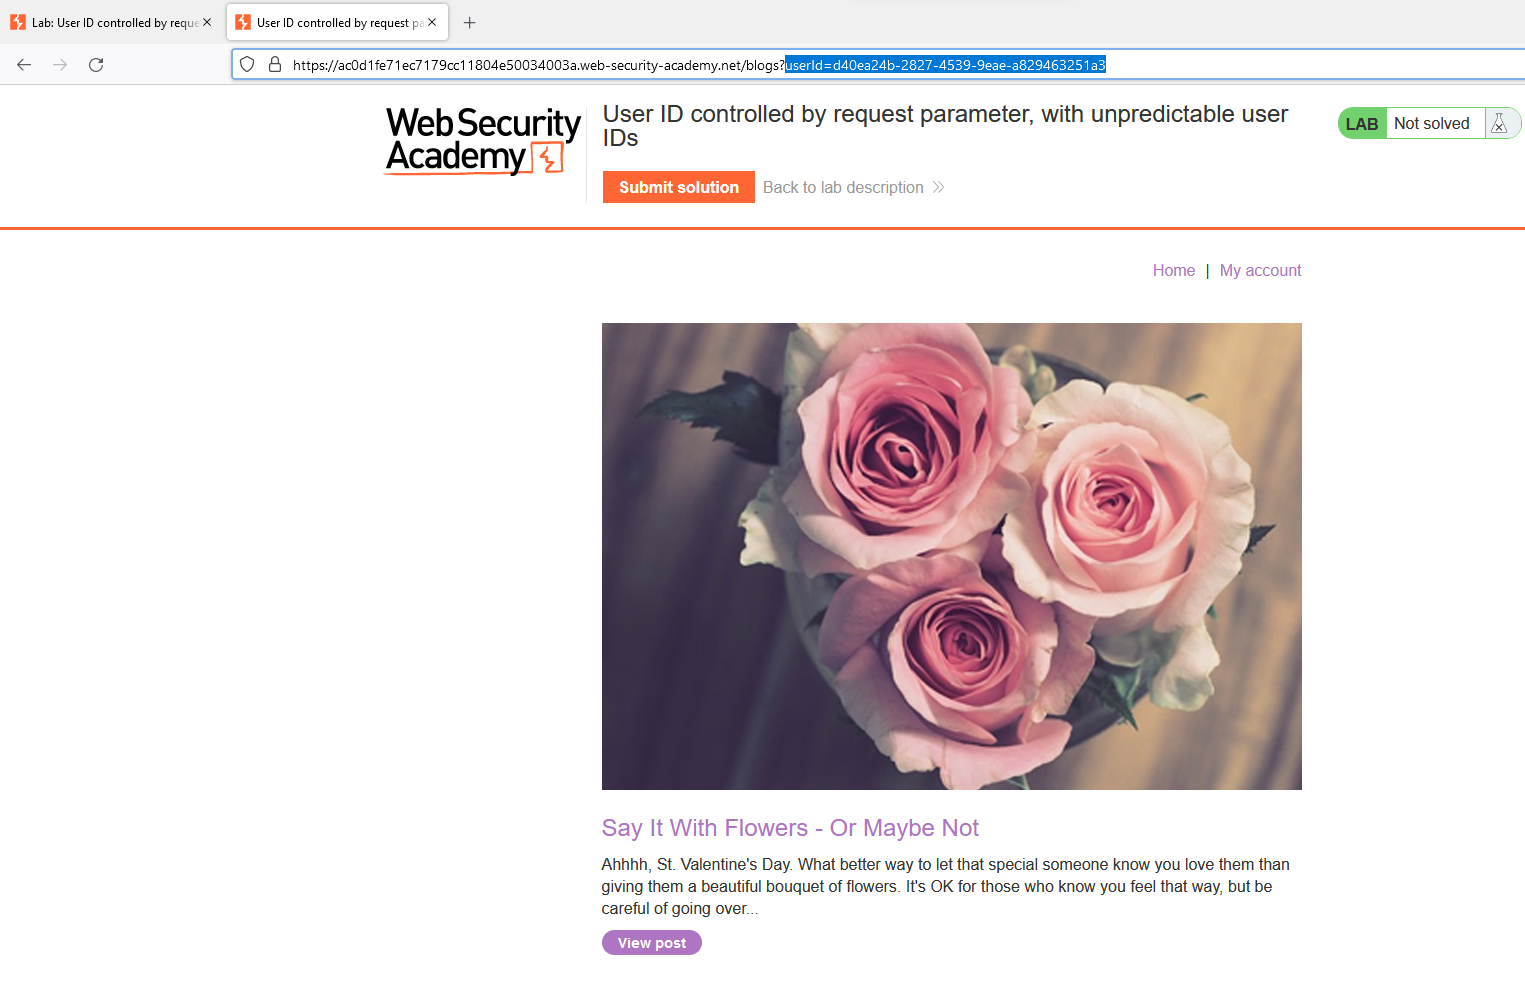 Lab: User ID controlled by reque
User ID controlled by request pa
https://ac0d1fe71ec7179cc11804e50034003a.web-security-academy.net/blogs?userId=d40ea24b-2827-4539-9eae-a829463251a3
WebSecurity
Academy
User ID controlled by request parameter, with unpredictable user
IDs
LAB Not solved
Submit solution Back to lab description
Home | My account
Say It With Flowers - Or Maybe Not
Ahhhh, St. Valentine's Day. What better way to let that special someone know you love them than
giving them a beautiful bouquet of flowers. It's OK for those who know you feel that way, but be
careful of going over...
View post